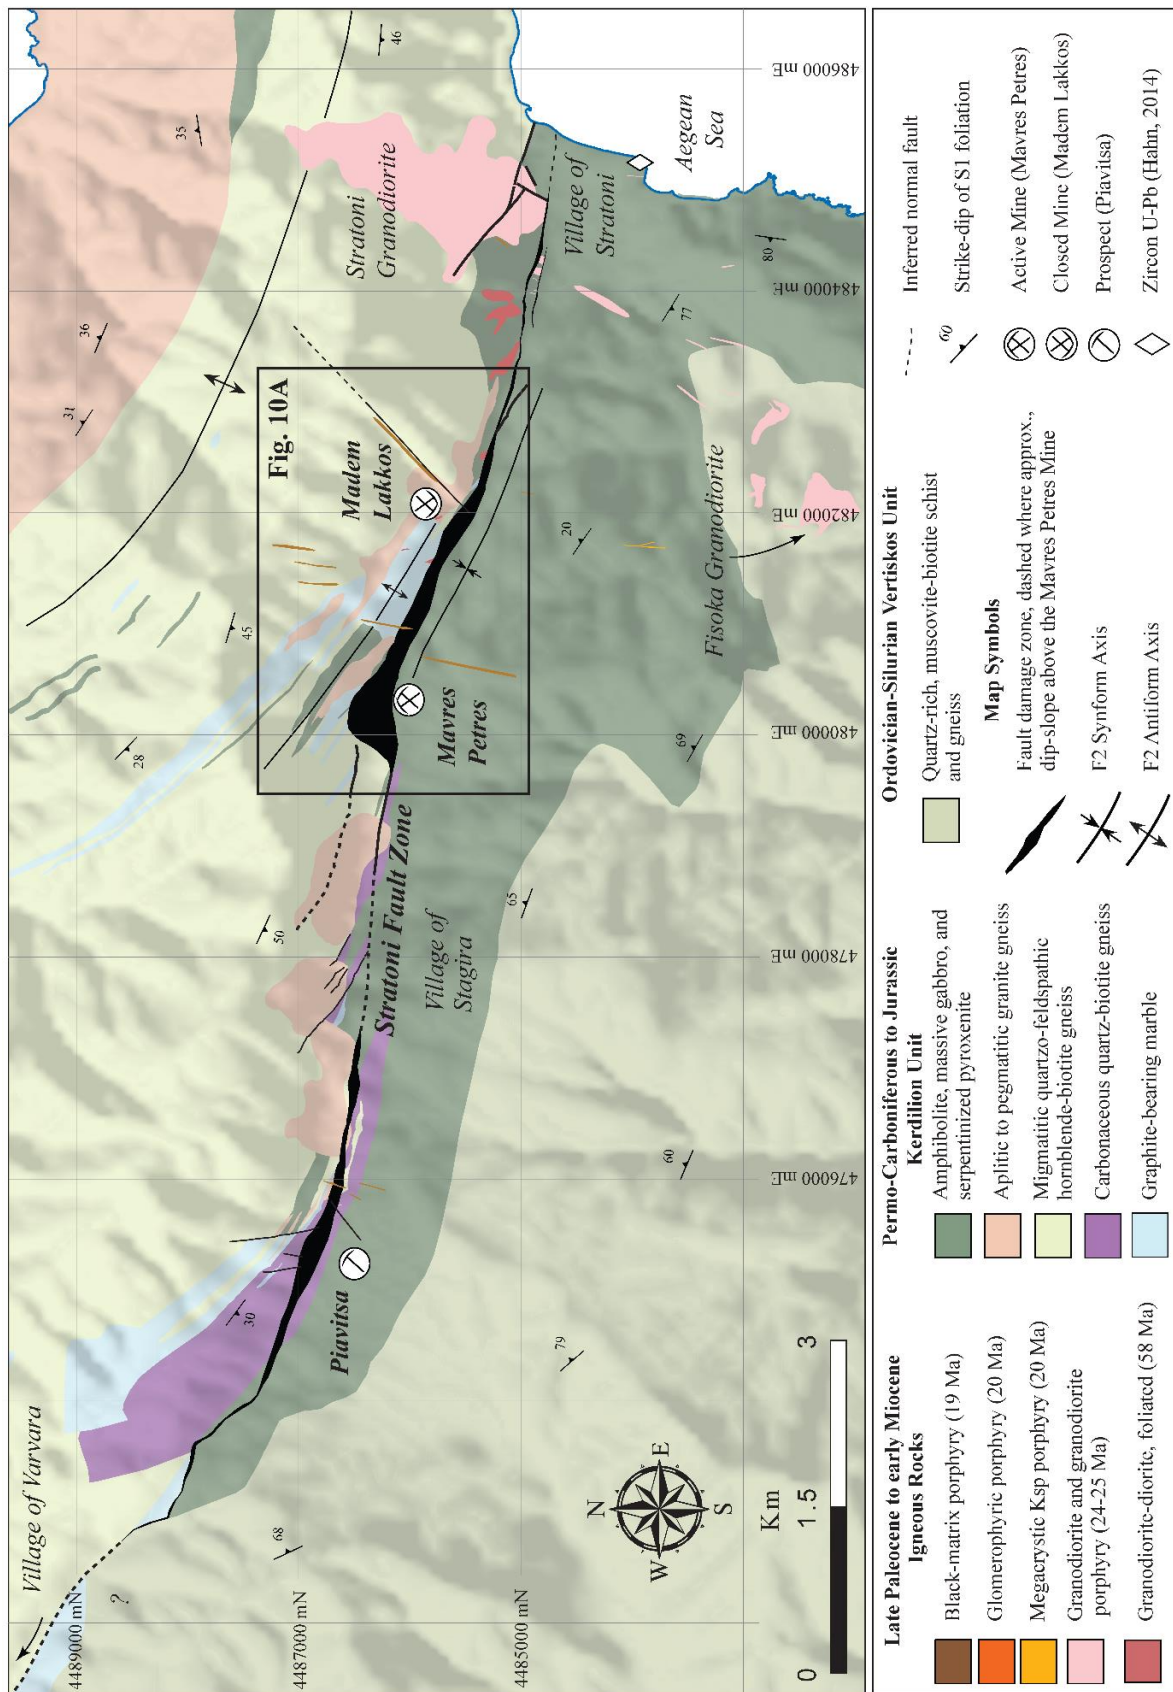 Village of Varvara
?
4489000 mN
4487000 mN
4485000 mN
68
30
Piavitsa
79
60
476000 mE
478000 mE
480000 mE
482000 mE
484000 mE
486000 mE
Stratoni Fault Zone
Village of
Stagira
50
65
28
45
69
Mavres
Petres
Madem
Lakkos
Fig. 10A
20
Fisoka Granodiorite
31
36
35
46
77
80
Stratoni
Granodiorite
Village of
Stratoni
Aegean
Sea
N
W
E
S
Km
0
1.5
3
Late Paleocene to early Miocene
Igneous Rocks
Black-matrix porphyry (19 Ma)
Glomerophyric porphyry (20 Ma)
Megacrystic Ksp porphyry (20 Ma)
Granodiorite and granodiorite
porphyry (24-25 Ma)
Granodiorite-diorite, foliated (58 Ma)
Permo-Carboniferous to Jurassic
Kerdilion Unit
Amphibolite, massive gabbro, and
serpentinized pyroxenite
Aplitic to pegmatitic granite gneiss
Migmatitic quartzo-feldspathic
hornblende-biotite gneiss
Carbonaceous quartz-biotite gneiss
Graphite-bearing marble
Ordovician-Silurian Vertiskos Unit
Quartz-rich, muscovite-biotite schist
and gneiss
Map Symbols
Fault damage zone, dashed where approx.,
dip-slope above the Mavres Petres Mine
F2 Synform Axis
F2 Antiform Axis
Inferred normal fault
60
Strike-dip of S1 foliation
Active Mine (Mavres Petres)
Closed Mine (Madem Lakkos)
Prospect (Piavitsa)
Zircon U-Pb (Hahn, 2014)